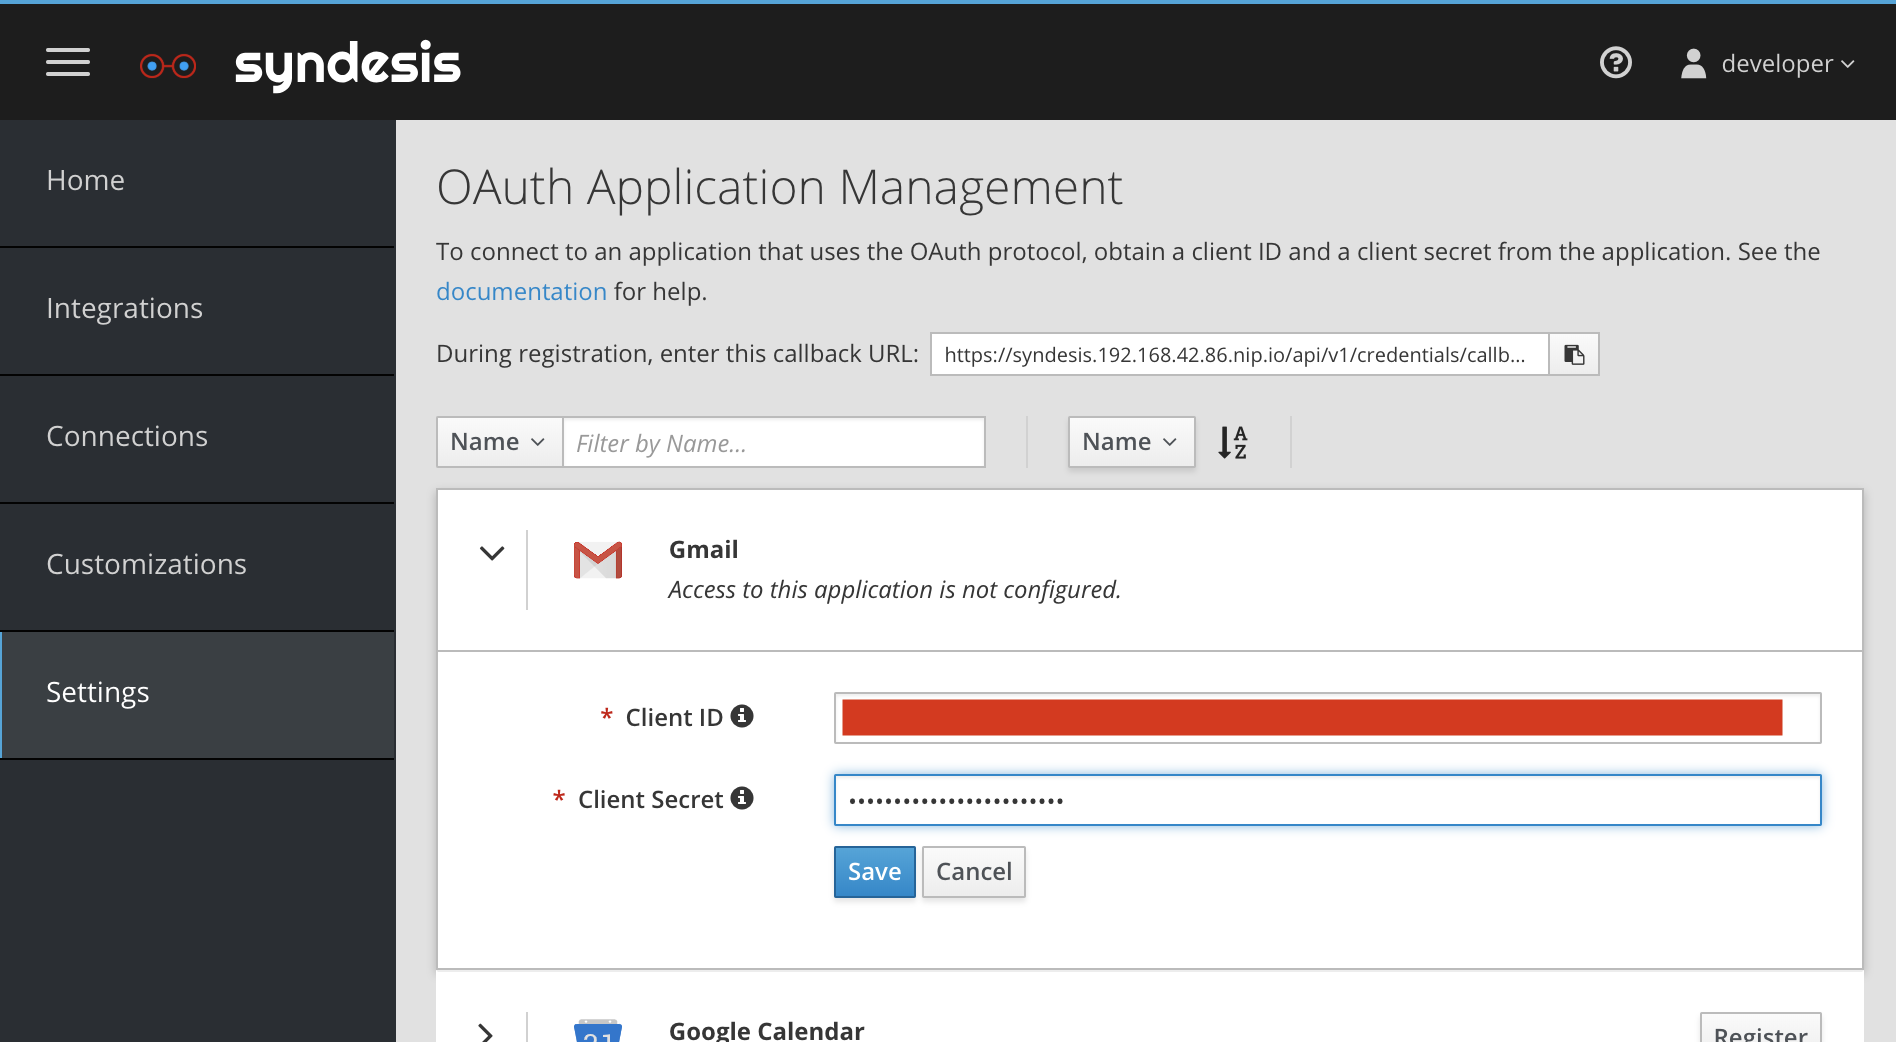 syndesis
developer
Home
Integrations
Connections
Customizations
Settings
OAuth Application Management
To connect to an application that uses the OAuth protocol, obtain a client ID and a client secret from the application. See the
documentation for help.
During registration, enter this callback URL: https://syndesis.192.168.42.86.nip.io/api/v1/credentials/callb...
Name Filter by Name... Name A Z
Gmail
Access to this application is not configured.
* Client ID
* Client Secret ························
Save Cancel
21 Google Calendar Register